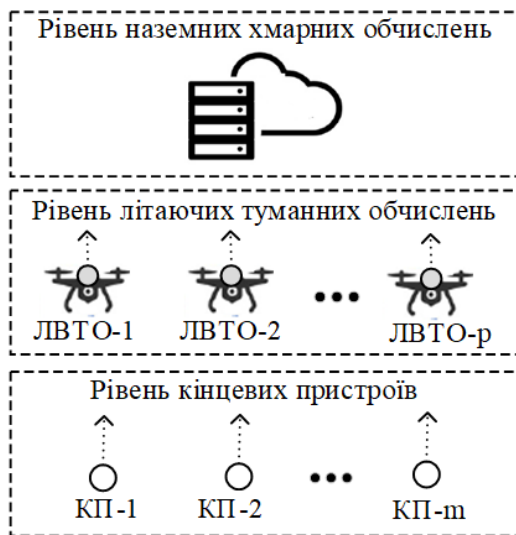 Рівень наземних хмарних обчислень
Рівень літаючих туманних обчислень
ЛВТО-1 ЛВТО-2 ЛВТО-р
Рівень кінцевих пристроїв
КП-1 КП-2 КП-m